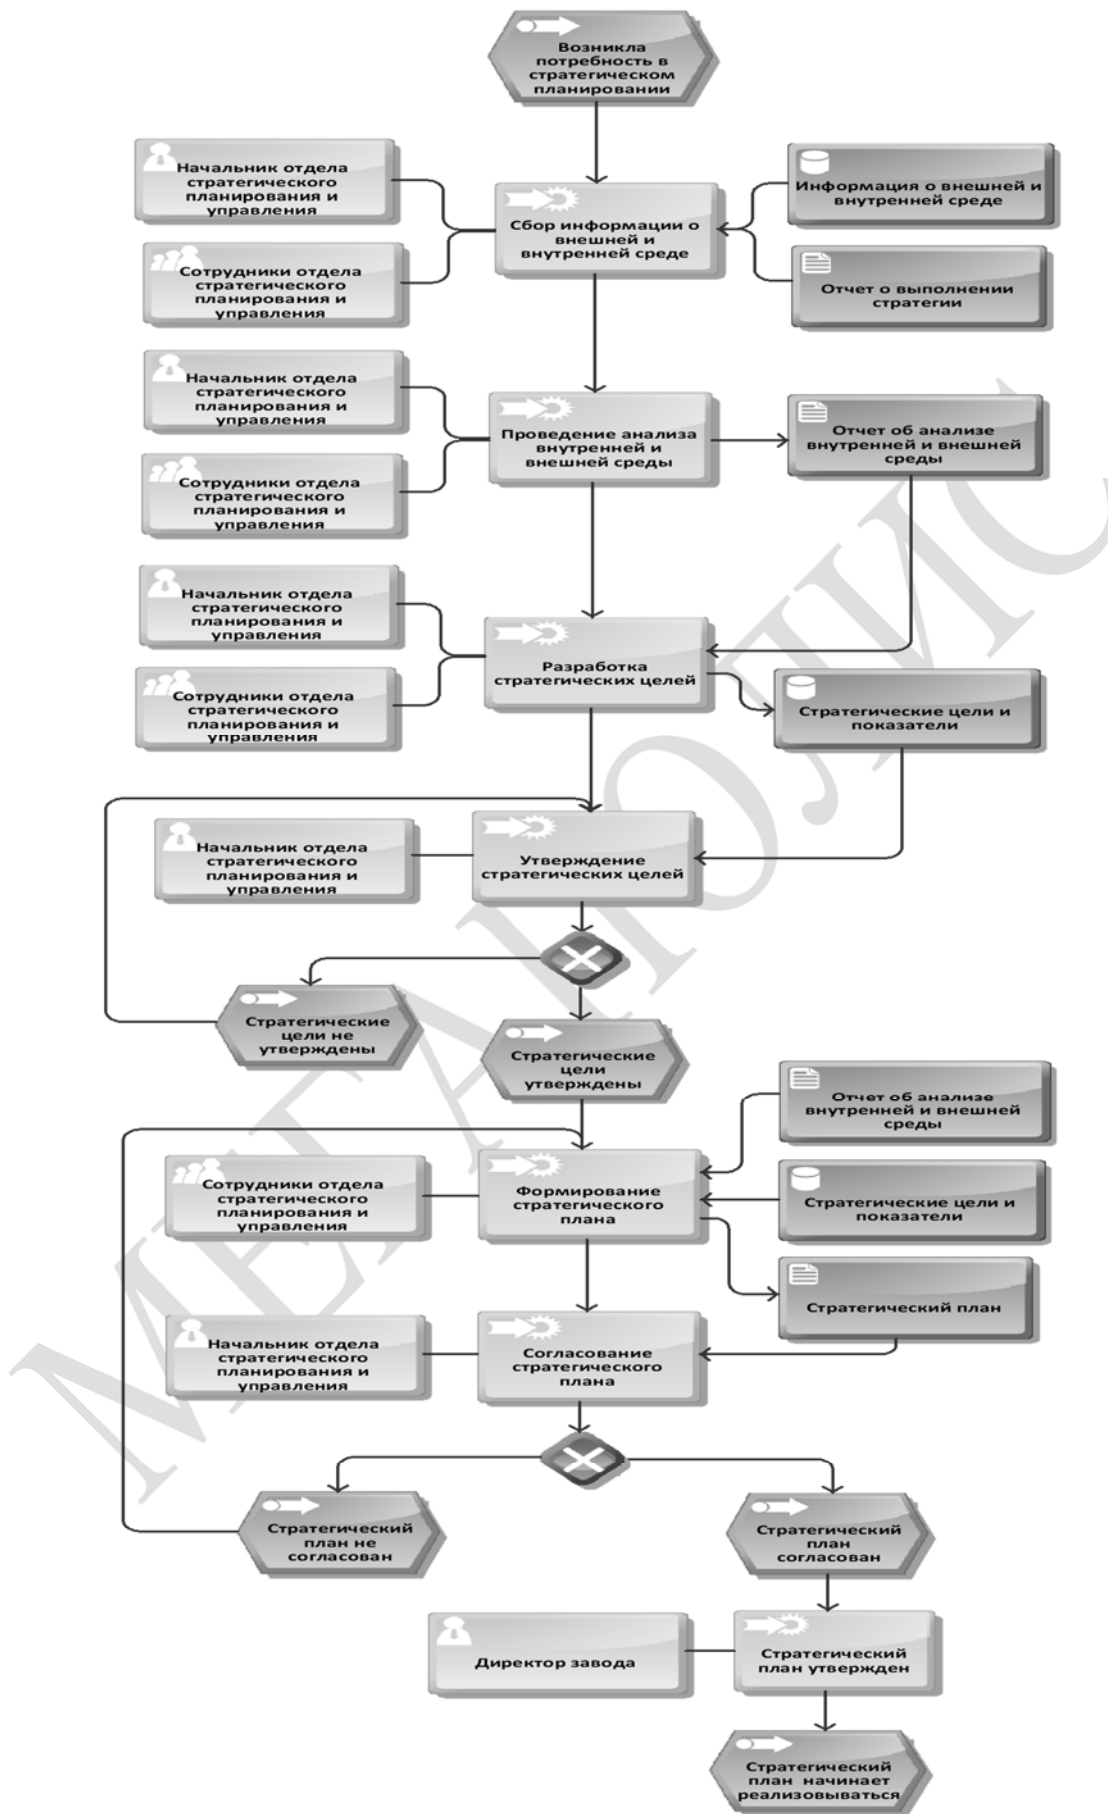 Возникла
потребность в
стратегическом
планировании
Начальник отдела
стратегического
планирования и
управления
Информация о внешней и
внутренней среде
Сбор информации о
внешней и
внутренней среде
Сотрудники отдела
стратегического
планирования и
управления
Отчет о выполнении
стратегии
Начальник отдела
стратегического
планирования и
управления
Проведение анализа
внутренней и
внешней среды
Отчет об анализе
внутренней и внешней
среды
Сотрудники отдела
стратегического
планирования и
управления
Начальник отдела
стратегического
планирования и
управления
Разработка
стратегических целей
Сотрудники отдела
стратегического
планирования и
управления
Стратегические цели и
показатели
Начальник отдела
стратегического
планирования и
управления
Утверждение
стратегических целей
Стратегические
цели не
утверждены
Стратегические
цели
утверждены
Отчет об анализе
внутренней и внешней
среды
Сотрудники отдела
стратегического
планирования и
управления
Формирование
стратегического
плана
Стратегические цели и
показатели
Стратегический план
Начальник отдела
стратегического
планирования и
управления
Согласование
стратегического
плана
Стратегический
план не
согласован
Стратегический
план
согласован
Директор завода
Стратегический
план утвержден
Стратегический
план начинает
реализовываться
МЕГАПОЛИС